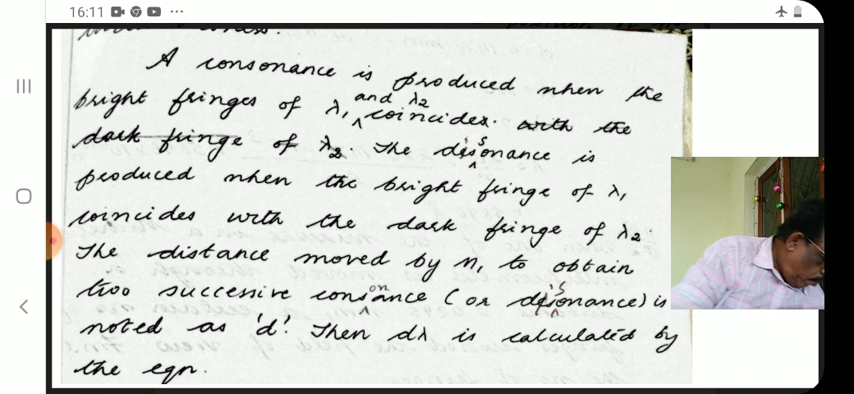 16:11
A consonance is produced when the
bright fringes of λ₁ and λ₂ coincides. with the
dark fringe of λ₂. The dissonance is
produced when the bright fringe of λ₁
coincides with the dark fringe of λ₂
The distance moved by M₁ to obtain
two successive consonance (or dissonance) is
noted as 'd'. Then dλ is calculated by
the eqn.